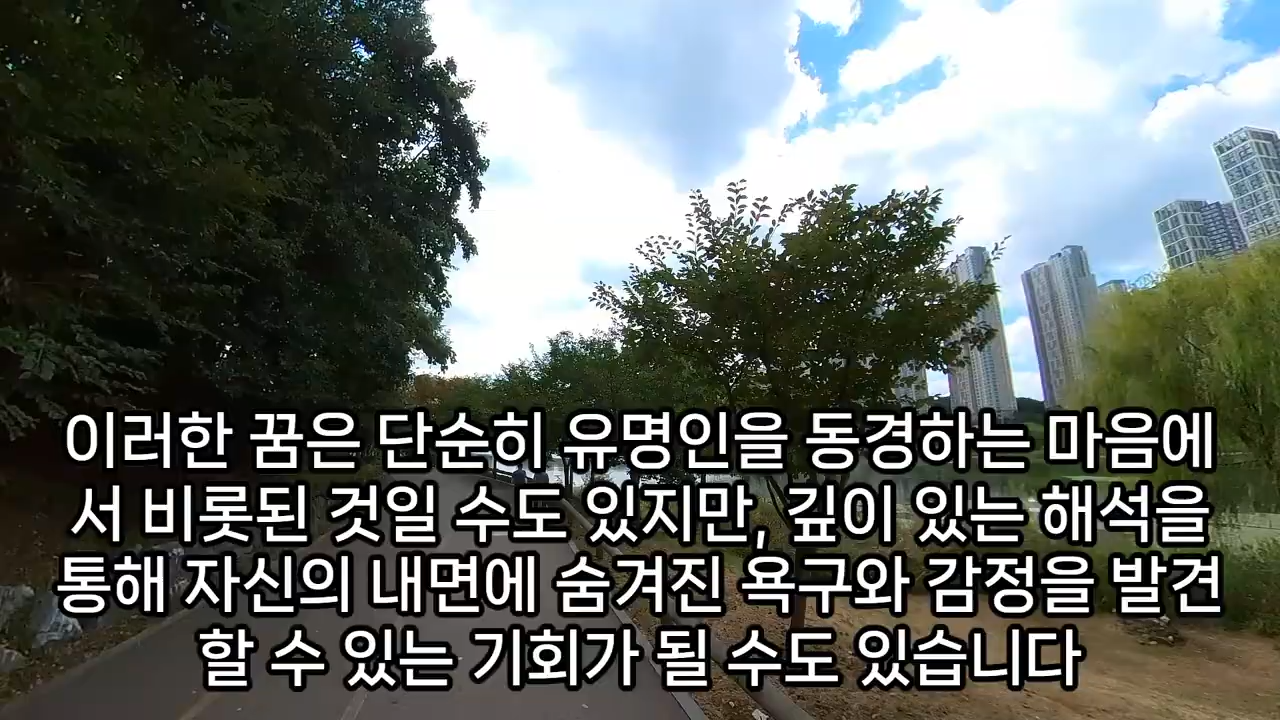 이러한 꿈은 단순히 유명인을 동경하는 마음에
서 비롯된 것일 수도 있지만, 깊이 있는 해석을
통해 자신의 내면에 숨겨진 욕구와 감정을 발견
할 수 있는 기회가 될 수도 있습니다